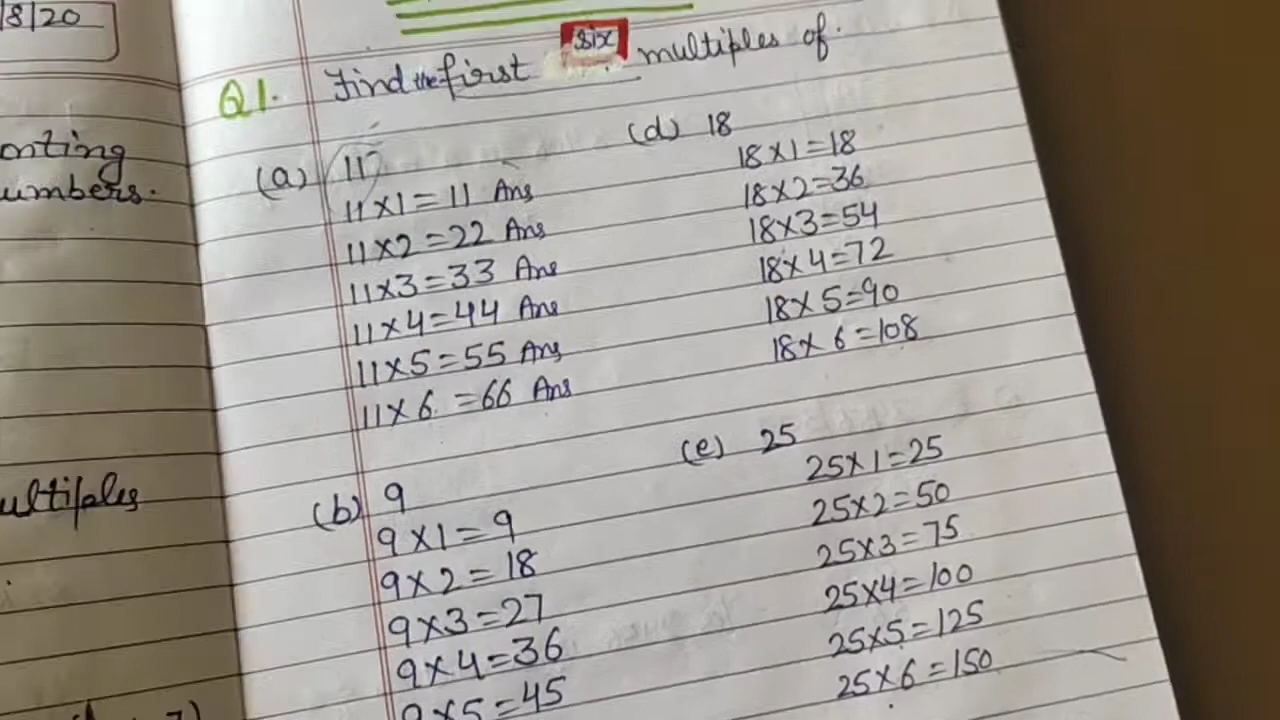 /8/20
onting
umbers.
ultiples
Q1. Find the first six multiples of.
(a) 11
11×1=11 Ans
11×2=22 Ans
11×3=33 Ans
11×4=44 Ans
11×5=55 Ans
11×6=66 Ans
(b) 9
9×1=9
9×2=18
9×3=27
9×4=36
9×5=45
(d) 18
18×1=18
18×2=36
18×3=54
18×4=72
18×5=90
18×6=108
(e) 25
25×1=25
25×2=50
25×3=75
25×4=100
25×5=125
25×6=150